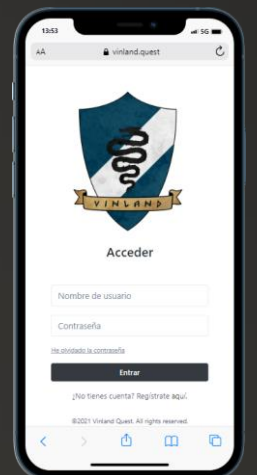 13:53
5G
AA
vinland.quest
VINLAND
Acceder
Nombre de usuario
Contraseña
He olvidado la contraseña
Entrar
¿No tienes cuenta? Regístrate aquí.
©2021 Vinland Quest. All rights reserved.